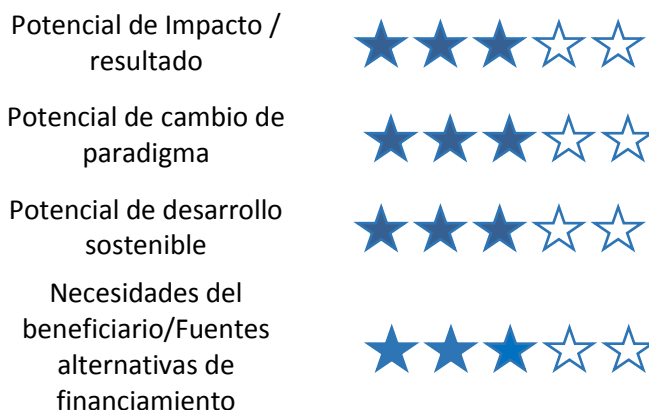 Potencial de Impacto /
resultado
Potencial de cambio de
paradigma
Potencial de desarrollo
sostenible
Necesidades del
beneficiario/Fuentes
alternativas de
financiamiento